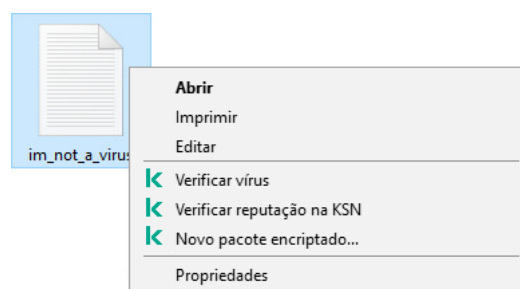 Abrir
Imprimir
Editar
im_not_a_virus
Verificar vírus
Verificar reputação na KSN
Novo pacote encriptado...
Propriedades